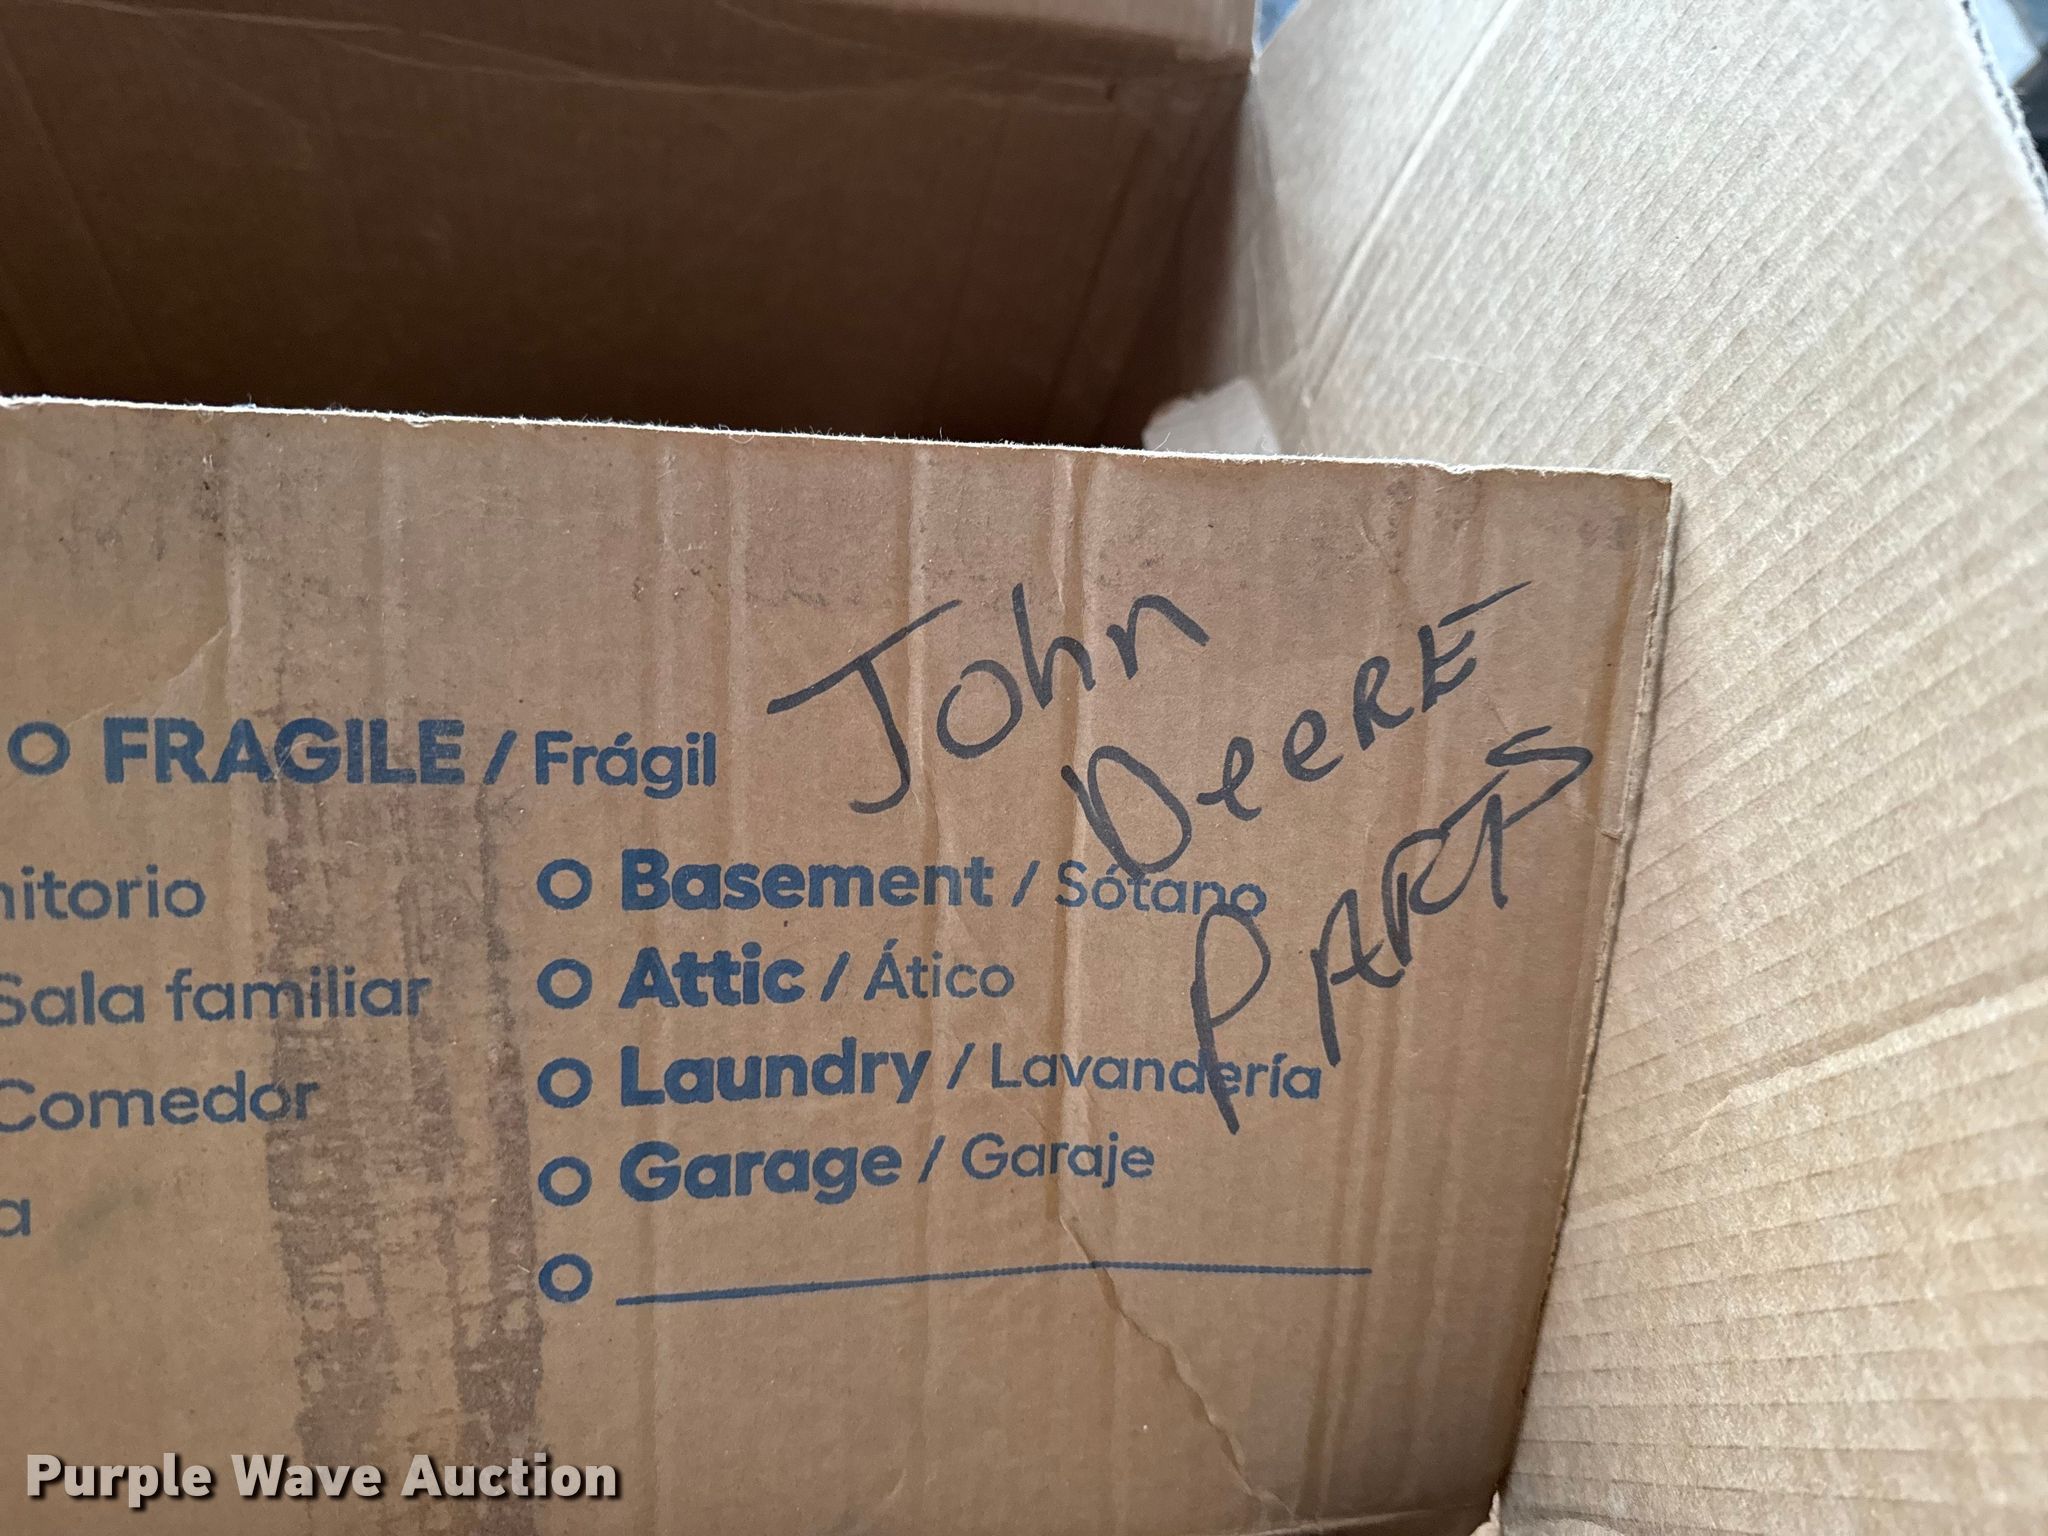 John
DeeRE
PARTS
FRAGILE / Frágil
nitorio
Sala familiar
Comedor
a
Basement / Sótano
Attic / Ático
Laundry / Lavandería
Garage / Garaje
Purple Wave Auction